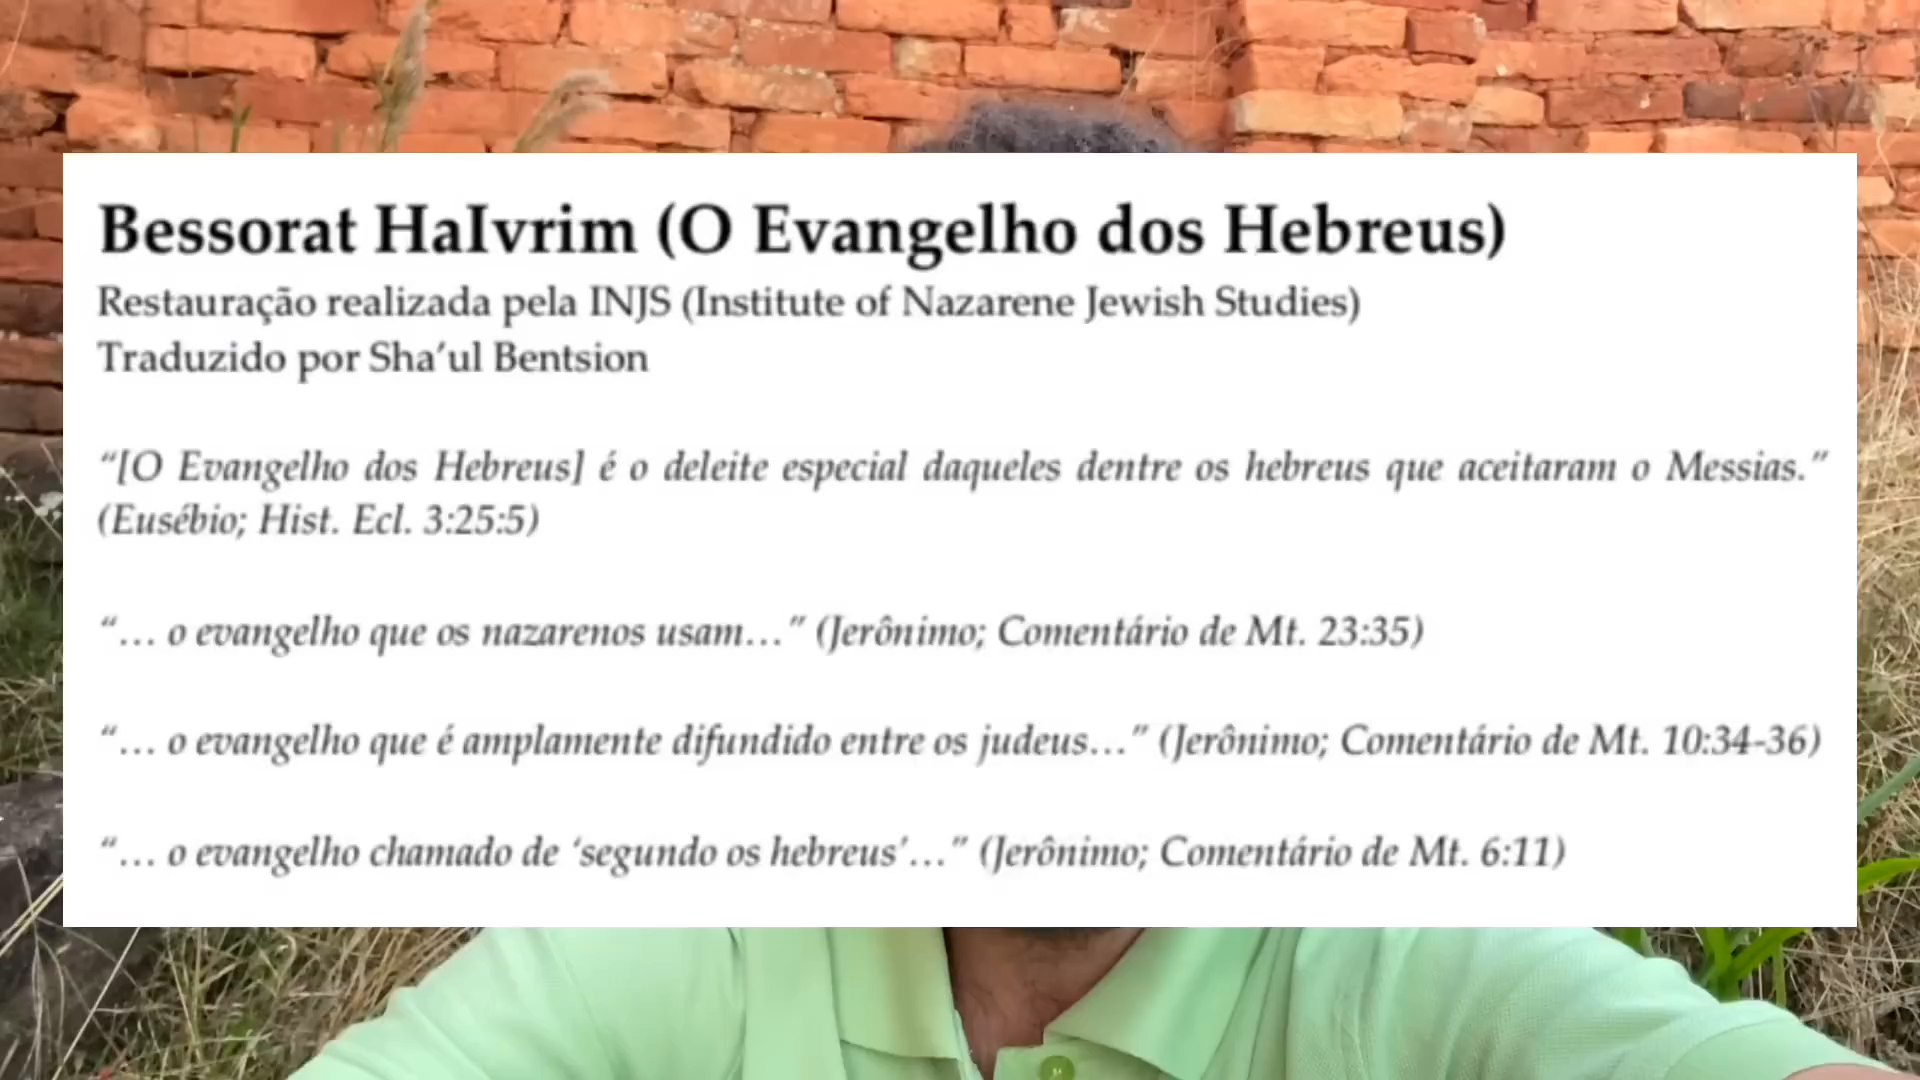 Bessorat HaIvrim (O Evangelho dos Hebreus)
Restauração realizada pela INJS (Institute of Nazarene Jewish Studies)
Traduzido por Sha’ul Bentsion
“[O Evangelho dos Hebreus] é o deleite especial daqueles dentre os hebreus que aceitaram o Messias.”
(Eusébio; Hist. Ecl. 3:25:5)
“… o evangelho que os nazarenos usam…” (Jerônimo; Comentário de Mt. 23:35)
“… o evangelho que é amplamente difundido entre os judeus…” (Jerônimo; Comentário de Mt. 10:34-36)
“… o evangelho chamado de ‘segundo os hebreus’…” (Jerônimo; Comentário de Mt. 6:11)